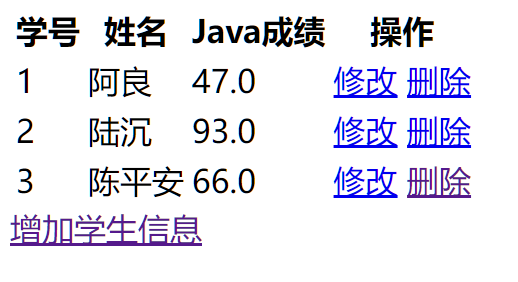 学号 姓名 Java成绩 操作
1 阿良 47.0 修改 删除
2 陆沉 93.0 修改 删除
3 陈平安 66.0 修改 删除
增加学生信息